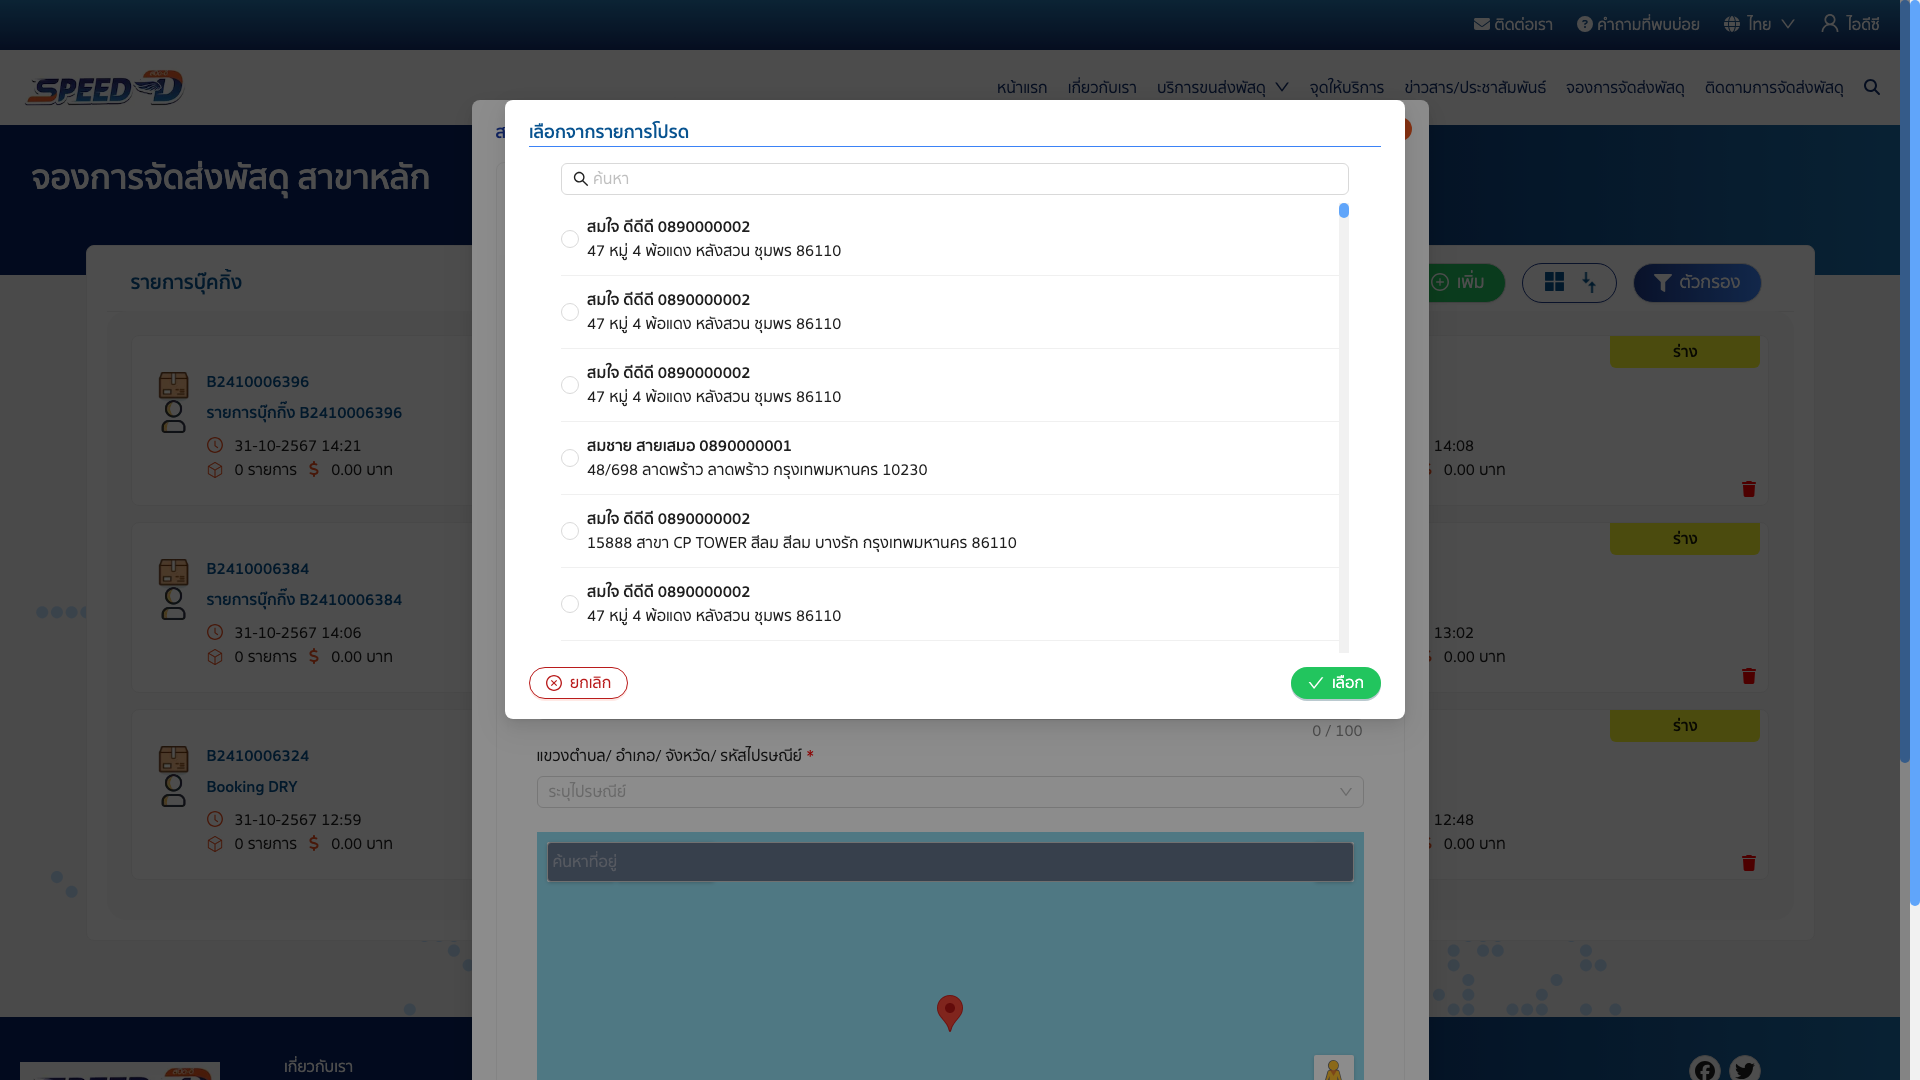 ติดต่อเรา
คำถามที่พบบ่อย
ไทย
ไอดีซี
SPEED-D
หน้าแรก
เกี่ยวกับเรา
บริการขนส่งพัสดุ
จุดให้บริการ
ข่าวสาร/ประชาสัมพันธ์
จองการจัดส่งพัสดุ
ติดตามการจัดส่งพัสดุ
จองการจัดส่งพัสดุ สาขาหลัก
เลือกจากรายการโปรด
ค้นหา
สมใจ ดีดีดี 0890000002
47 หมู่ 4 พ้อแดง หลังสวน ชุมพร 86110
สมใจ ดีดีดี 0890000002
47 หมู่ 4 พ้อแดง หลังสวน ชุมพร 86110
สมใจ ดีดีดี 0890000002
47 หมู่ 4 พ้อแดง หลังสวน ชุมพร 86110
สมชาย สายเสมอ 0890000001
48/698 ลาดพร้าว ลาดพร้าว กรุงเทพมหานคร 10230
สมใจ ดีดีดี 0890000002
15888 สาขา CP TOWER สีลม สีลม บางรัก กรุงเทพมหานคร 86110
สมใจ ดีดีดี 0890000002
47 หมู่ 4 พ้อแดง หลังสวน ชุมพร 86110
ยกเลิก
เลือก
รายการบุ๊คกิ้ง
เพิ่ม
ตัวกรอง
B2410006396
รายการบุ๊กกิ๊ง B2410006396
31-10-2567 14:21
0 รายการ $ 0.00 บาท
ร่าง
14:08
0.00 บาท
B2410006384
รายการบุ๊กกิ๊ง B2410006384
31-10-2567 14:06
0 รายการ $ 0.00 บาท
ร่าง
13:02
0.00 บาท
B2410006324
Booking DRY
31-10-2567 12:59
0 รายการ $ 0.00 บาท
ร่าง
12:48
0.00 บาท
0 / 100
แขวงตำบล/ อำเภอ/ จังหวัด/ รหัสไปรษณีย์ *
ระบุไปรษณีย์
ค้นหาที่อยู่
เกี่ยวกับเรา